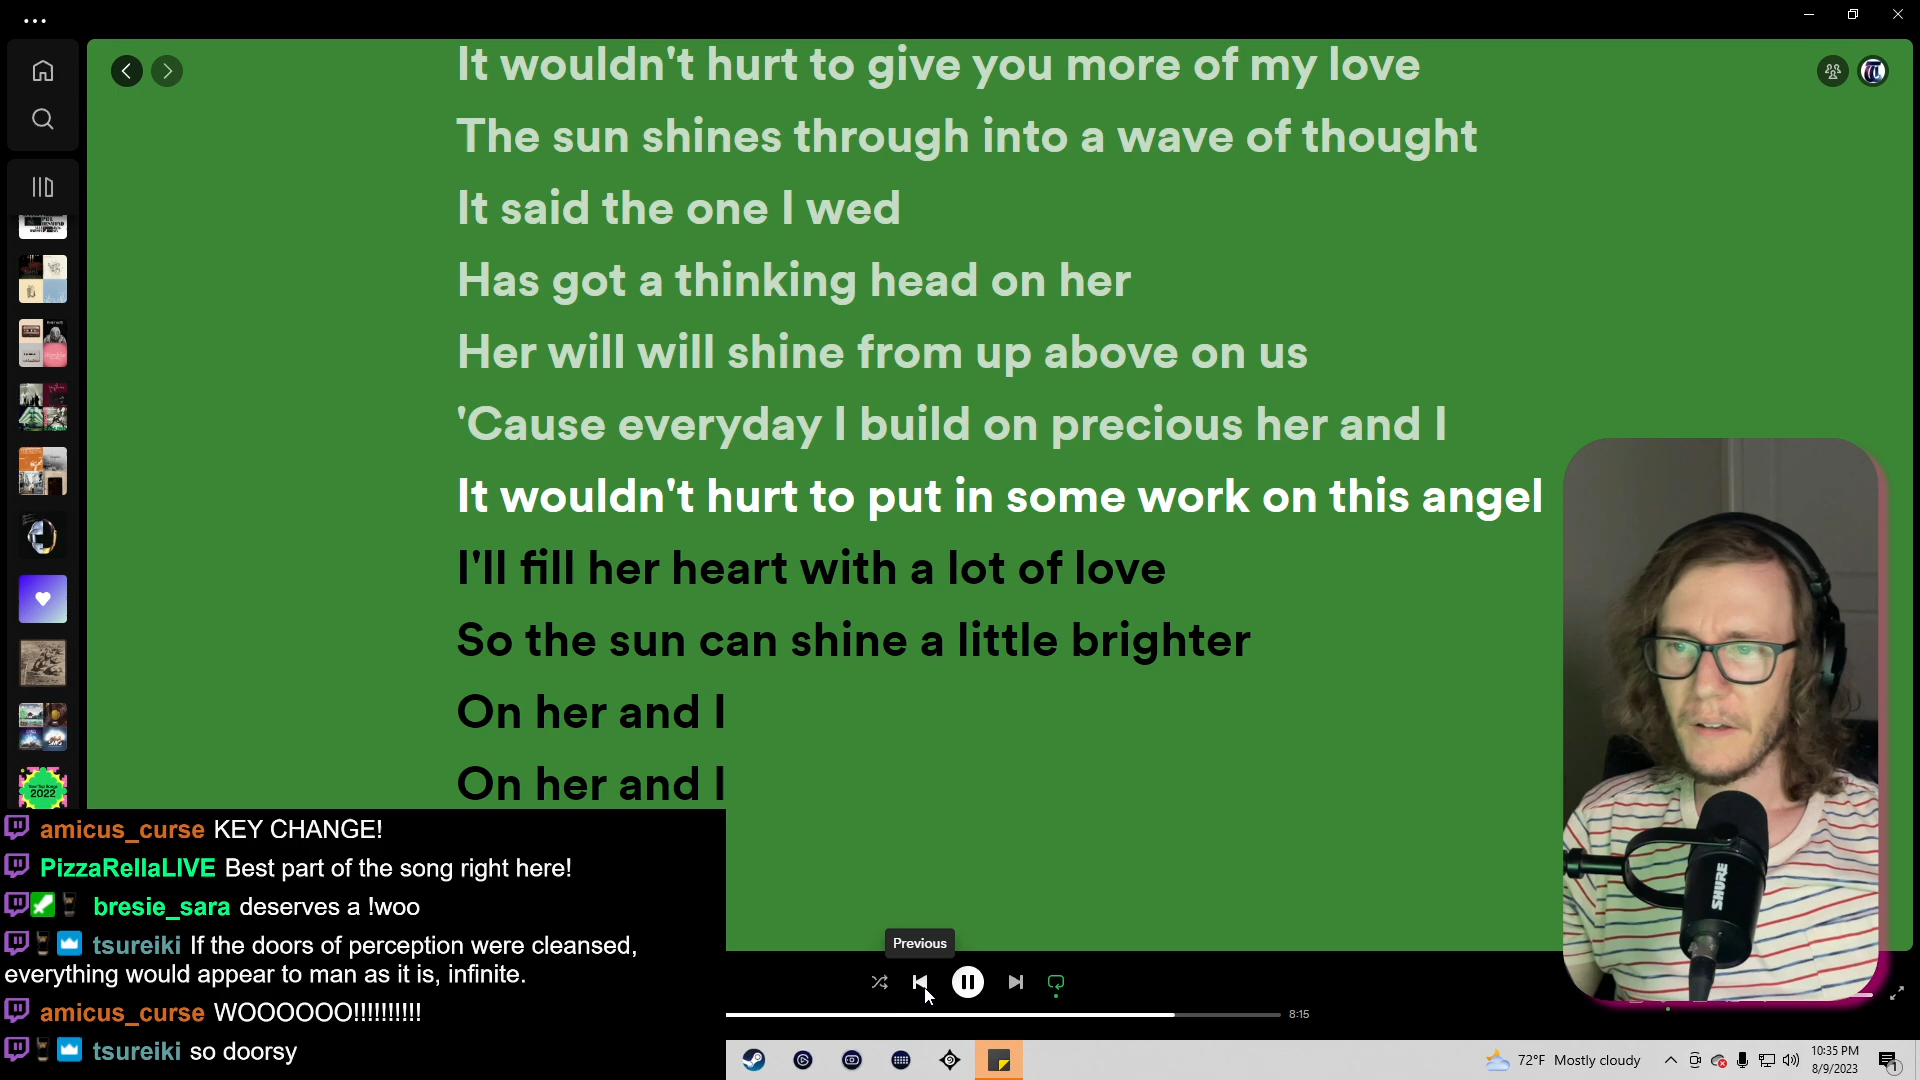 It wouldn't hurt to give you more of my love
The sun shines through into a wave of thought
It said the one I wed
Has got a thinking head on her
Her will will shine from up above on us
'Cause everyday I build on precious her and I
It wouldn't hurt to put in some work on this angel
I'll fill her heart with a lot of love
So the sun can shine a little brighter
On her and I
On her and I
2022
SHURE
amicus_curse KEY CHANGE!
PizzaRellaLIVE Best part of the song right here!
bresie_sara deserves a !woo
tsureiki If the doors of perception were cleansed,
everything would appear to man as it is, infinite.
amicus_curse WOOOOOO!!!!!!!!!!
tsureiki so doorsy
Previous
8:15
72°F Mostly cloudy
10:35 PM
8/9/2023
1